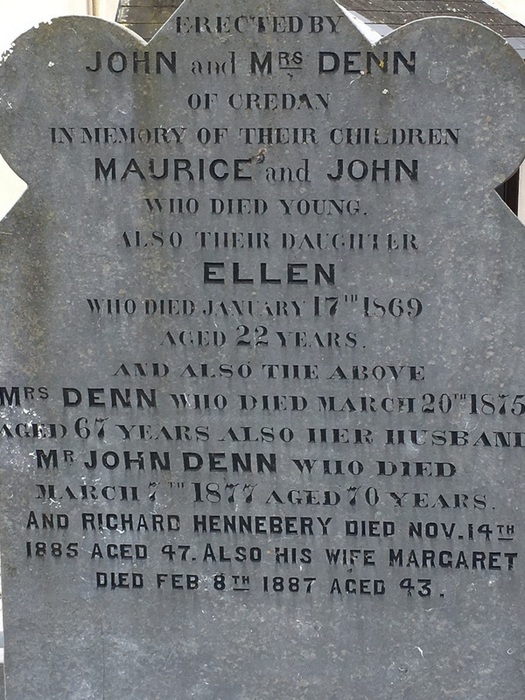 ERECTED BY
JOHN and MRS DENN
OF CREDAN
IN MEMORY OF THEIR CHILDREN
MAURICE and JOHN
WHO DIED YOUNG.
ALSO THEIR DAUGHTER
ELLEN
WHO DIED JANUARY 17TH 1869
AGED 22 YEARS.
AND ALSO THE ABOVE
MRS DENN WHO DIED MARCH 20TH 1875
AGED 67 YEARS ALSO HER HUSBAND
MR JOHN DENN WHO DIED
MARCH 7TH 1877 AGED 70 YEARS.
AND RICHARD HENNEBERY DIED NOV. 14TH
1885 AGED 47. ALSO HIS WIFE MARGARET
DIED FEB 8TH 1887 AGED 43.